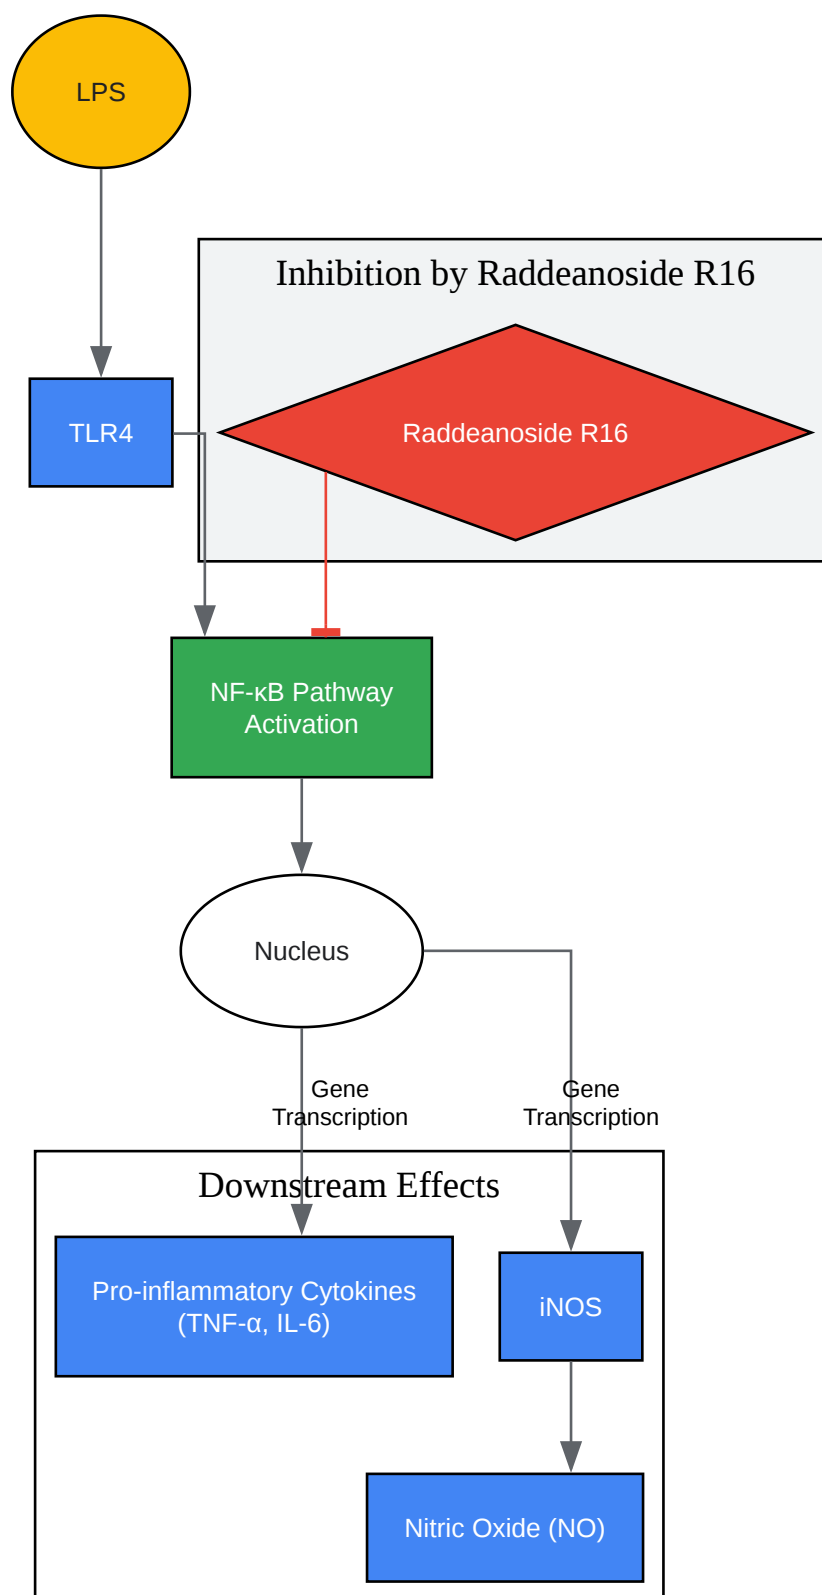 LPS
Inhibition by Raddeanoside R16
TLR4
Raddeanoside R16
NF-κB Pathway
Activation
Nucleus
Gene
Transcription
Gene
Transcription
Downstream Effects
Pro-inflammatory Cytokines
(TNF-α, IL-6)
iNOS
Nitric Oxide (NO)